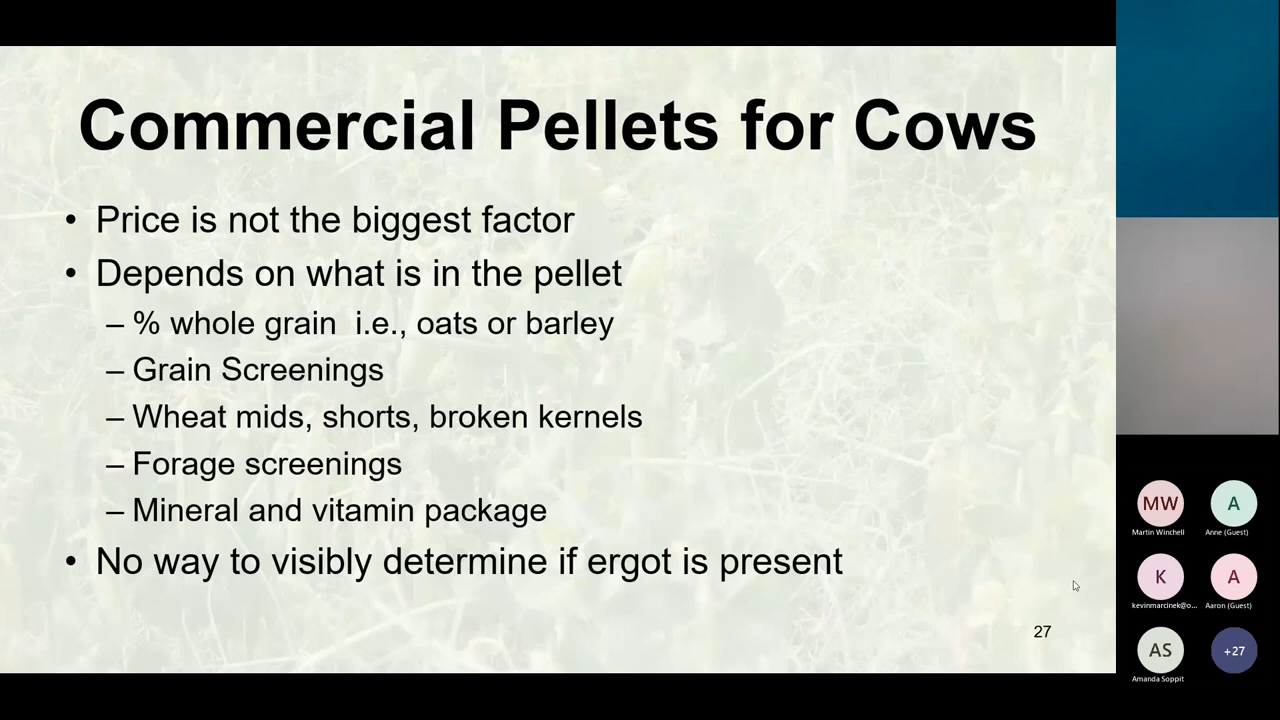 Commercial Pellets for Cows
• Price is not the biggest factor
• Depends on what is in the pellet
– % whole grain  i.e., oats or barley
– Grain Screenings
– Wheat mids, shorts, broken kernels
– Forage screenings
– Mineral and vitamin package
• No way to visibly determine if ergot is present
27
MW
A
Martin Winchell
Anne (Guest)
K
A
kevinmarcinek@o...
Aaron (Guest)
AS
+27
Amanda Soppit